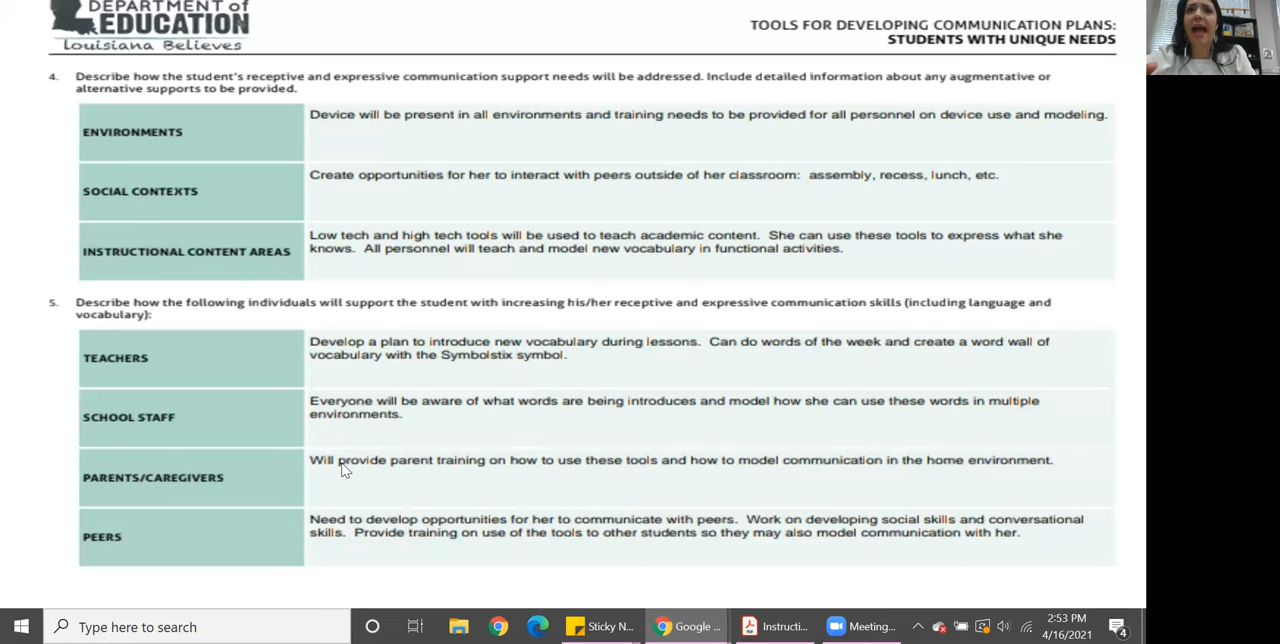 DEPARTMENT of
EDUCATION
Louisiana Believes
TOOLS FOR DEVELOPING COMMUNICATION PLANS:
STUDENTS WITH UNIQUE NEEDS
4. Describe how the student's receptive and expressive communication support needs will be addressed. Include detailed information about any augmentative or
alternative supports to be provided.
ENVIRONMENTS
Device will be present in all environments and training needs to be provided for all personnel on device use and modeling.
SOCIAL CONTEXTS
Create opportunities for her to interact with peers outside of her classroom: assembly, recess, lunch, etc.
INSTRUCTIONAL CONTENT AREAS
Low tech and high tech tools will be used to teach academic content. She can use these tools to express what she
knows. All personnel will teach and model new vocabulary in functional activities.
5. Describe how the following individuals will support the student with increasing his/her receptive and expressive communication skills (including language and
vocabulary):
TEACHERS
Develop a plan to introduce new vocabulary during lessons. Can do words of the week and create a word wall of
vocabulary with the Symbolstix symbol.
SCHOOL STAFF
Everyone will be aware of what words are being introduces and model how she can use these words in multiple
environments.
PARENTS/CAREGIVERS
Will provide parent training on how to use these tools and how to model communication in the home environment.
PEERS
Need to develop opportunities for her to communicate with peers. Work on developing social skills and conversational
skills. Provide training on use of the tools to other students so they may also model communication with her.
Type here to search
Sticky N...
Google ...
Instructi...
Meeting...
2:53 PM
4/16/2021
4